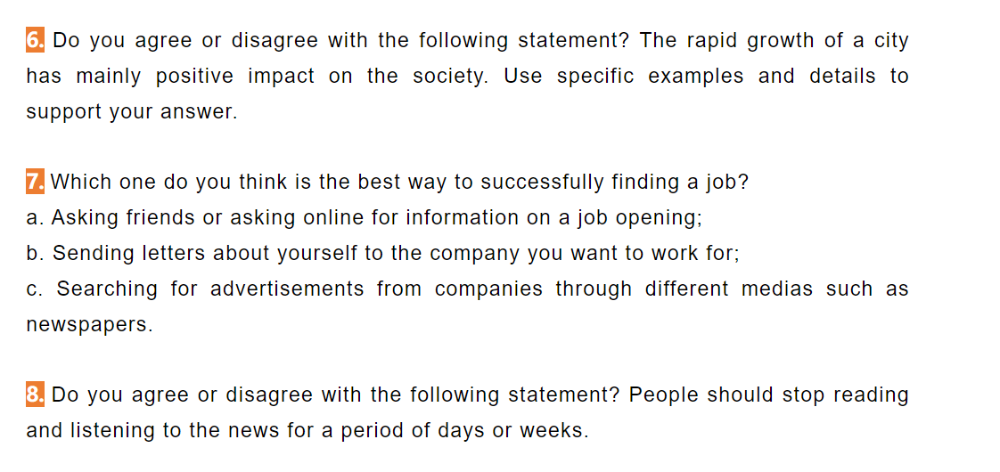 6. Do you agree or disagree with the following statement? The rapid growth of a city
has mainly positive impact on the society. Use specific examples and details to
support your answer.
7. Which one do you think is the best way to successfully finding a job?
a. Asking friends or asking online for information on a job opening;
b. Sending letters about yourself to the company you want to work for;
c. Searching for advertisements from companies through different medias such as
newspapers.
8. Do you agree or disagree with the following statement? People should stop reading
and listening to the news for a period of days or weeks.